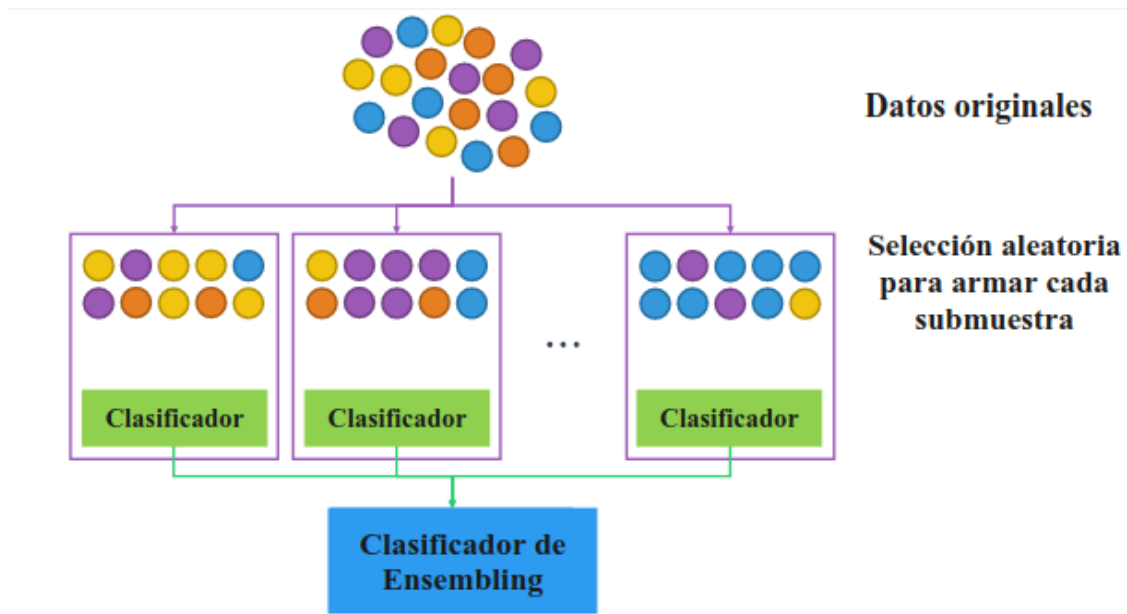 Datos originales
Selección aleatoria
para armar cada
submuestra
...
Clasificador
Clasificador
Clasificador
Clasificador de
Ensembling